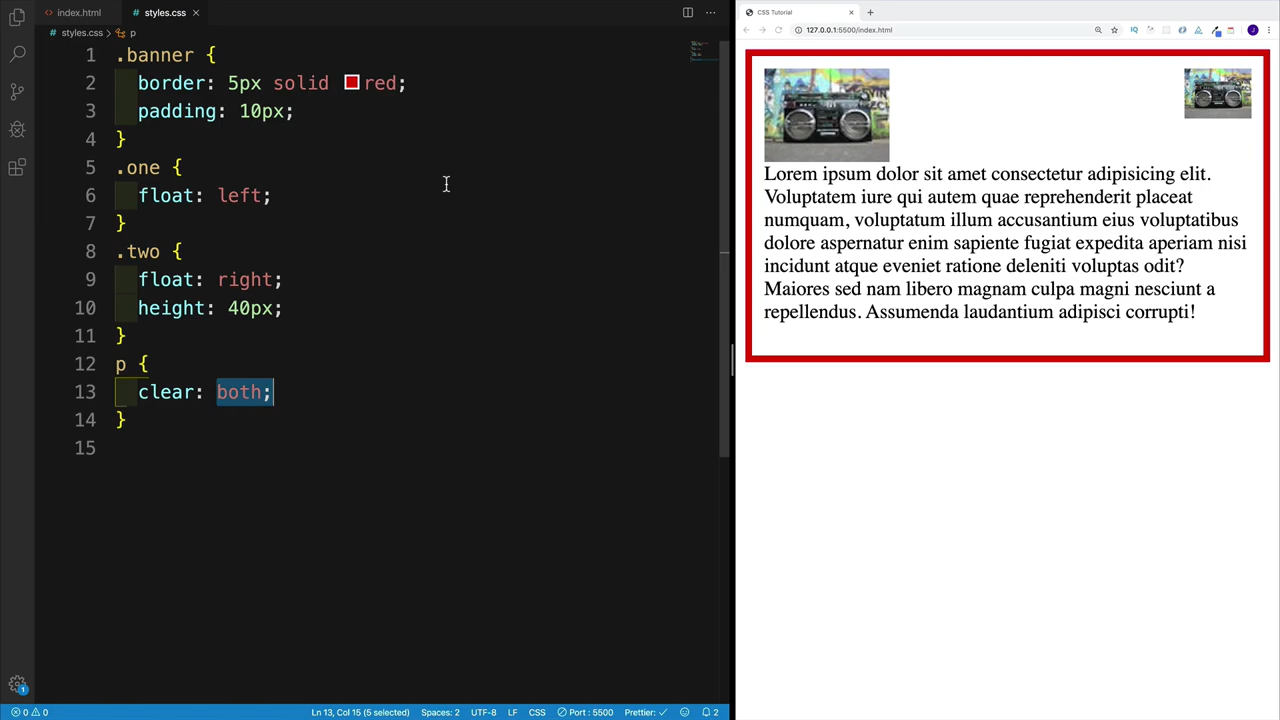 index.html
styles.css
styles.css
p
1 .banner {
2 border: 5px solid red;
3 padding: 10px;
4 }
5 .one {
6 float: left;
7 }
8 .two {
9 float: right;
10 height: 40px;
11 }
12 p {
13 clear: both;
14 }
15
1
0 0
Ln 13, Col 15 (5 selected)
Spaces: 2
UTF-8
LF
CSS
Port : 5500
Prettier: ✓
2
CSS Tutorial
127.0.0.1:5500/index.html
IQ
J
Lorem ipsum dolor sit amet consectetur adipisicing elit.
Voluptatem iure qui autem quae reprehenderit placeat
numquam, voluptatum illum accusantium eius voluptatibus
dolore aspernatur enim sapiente fugiat expedita aperiam nisi
incidunt atque eveniet ratione deleniti voluptas odit?
Maiores sed nam libero magnam culpa magni nesciunt a
repellendus. Assumenda laudantium adipisci corrupti!